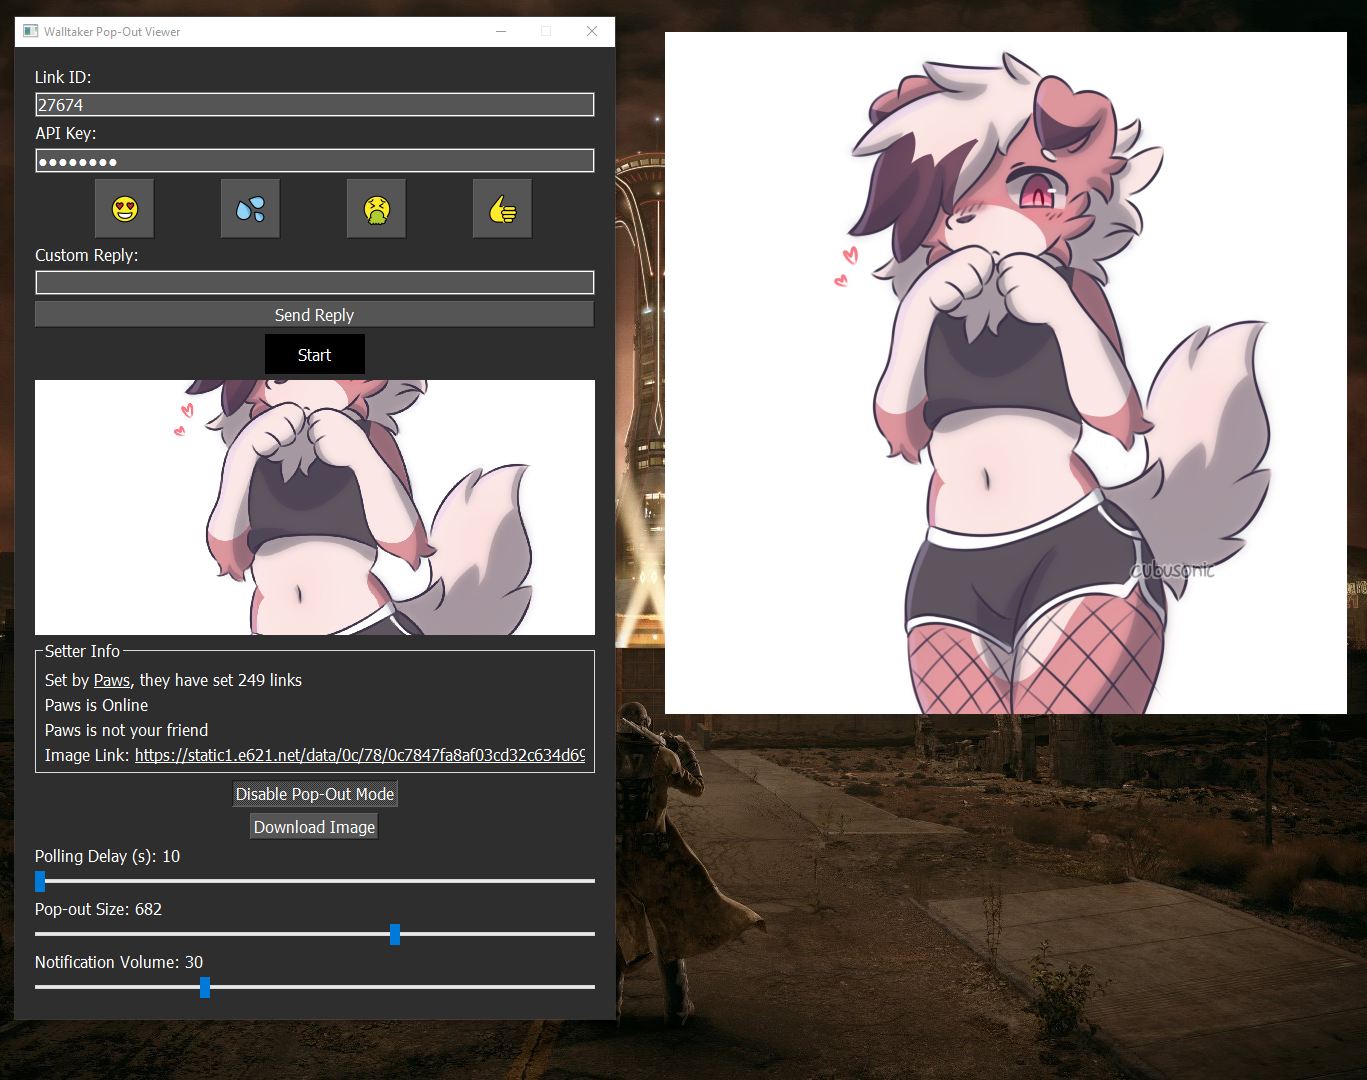 Walltaker Pop-Out Viewer
Link ID:
27674
API Key:
Custom Reply:
Send Reply
Start
Setter Info
Set by Paws, they have set 249 links
Paws is Online
Paws is not your friend
Image Link: https://static1.e621.net/data/0c/78/0c7847fa8af03cd32c634d69
Disable Pop-Out Mode
Download Image
Polling Delay (s): 10
Pop-out Size: 682
Notification Volume: 30
cubusonic